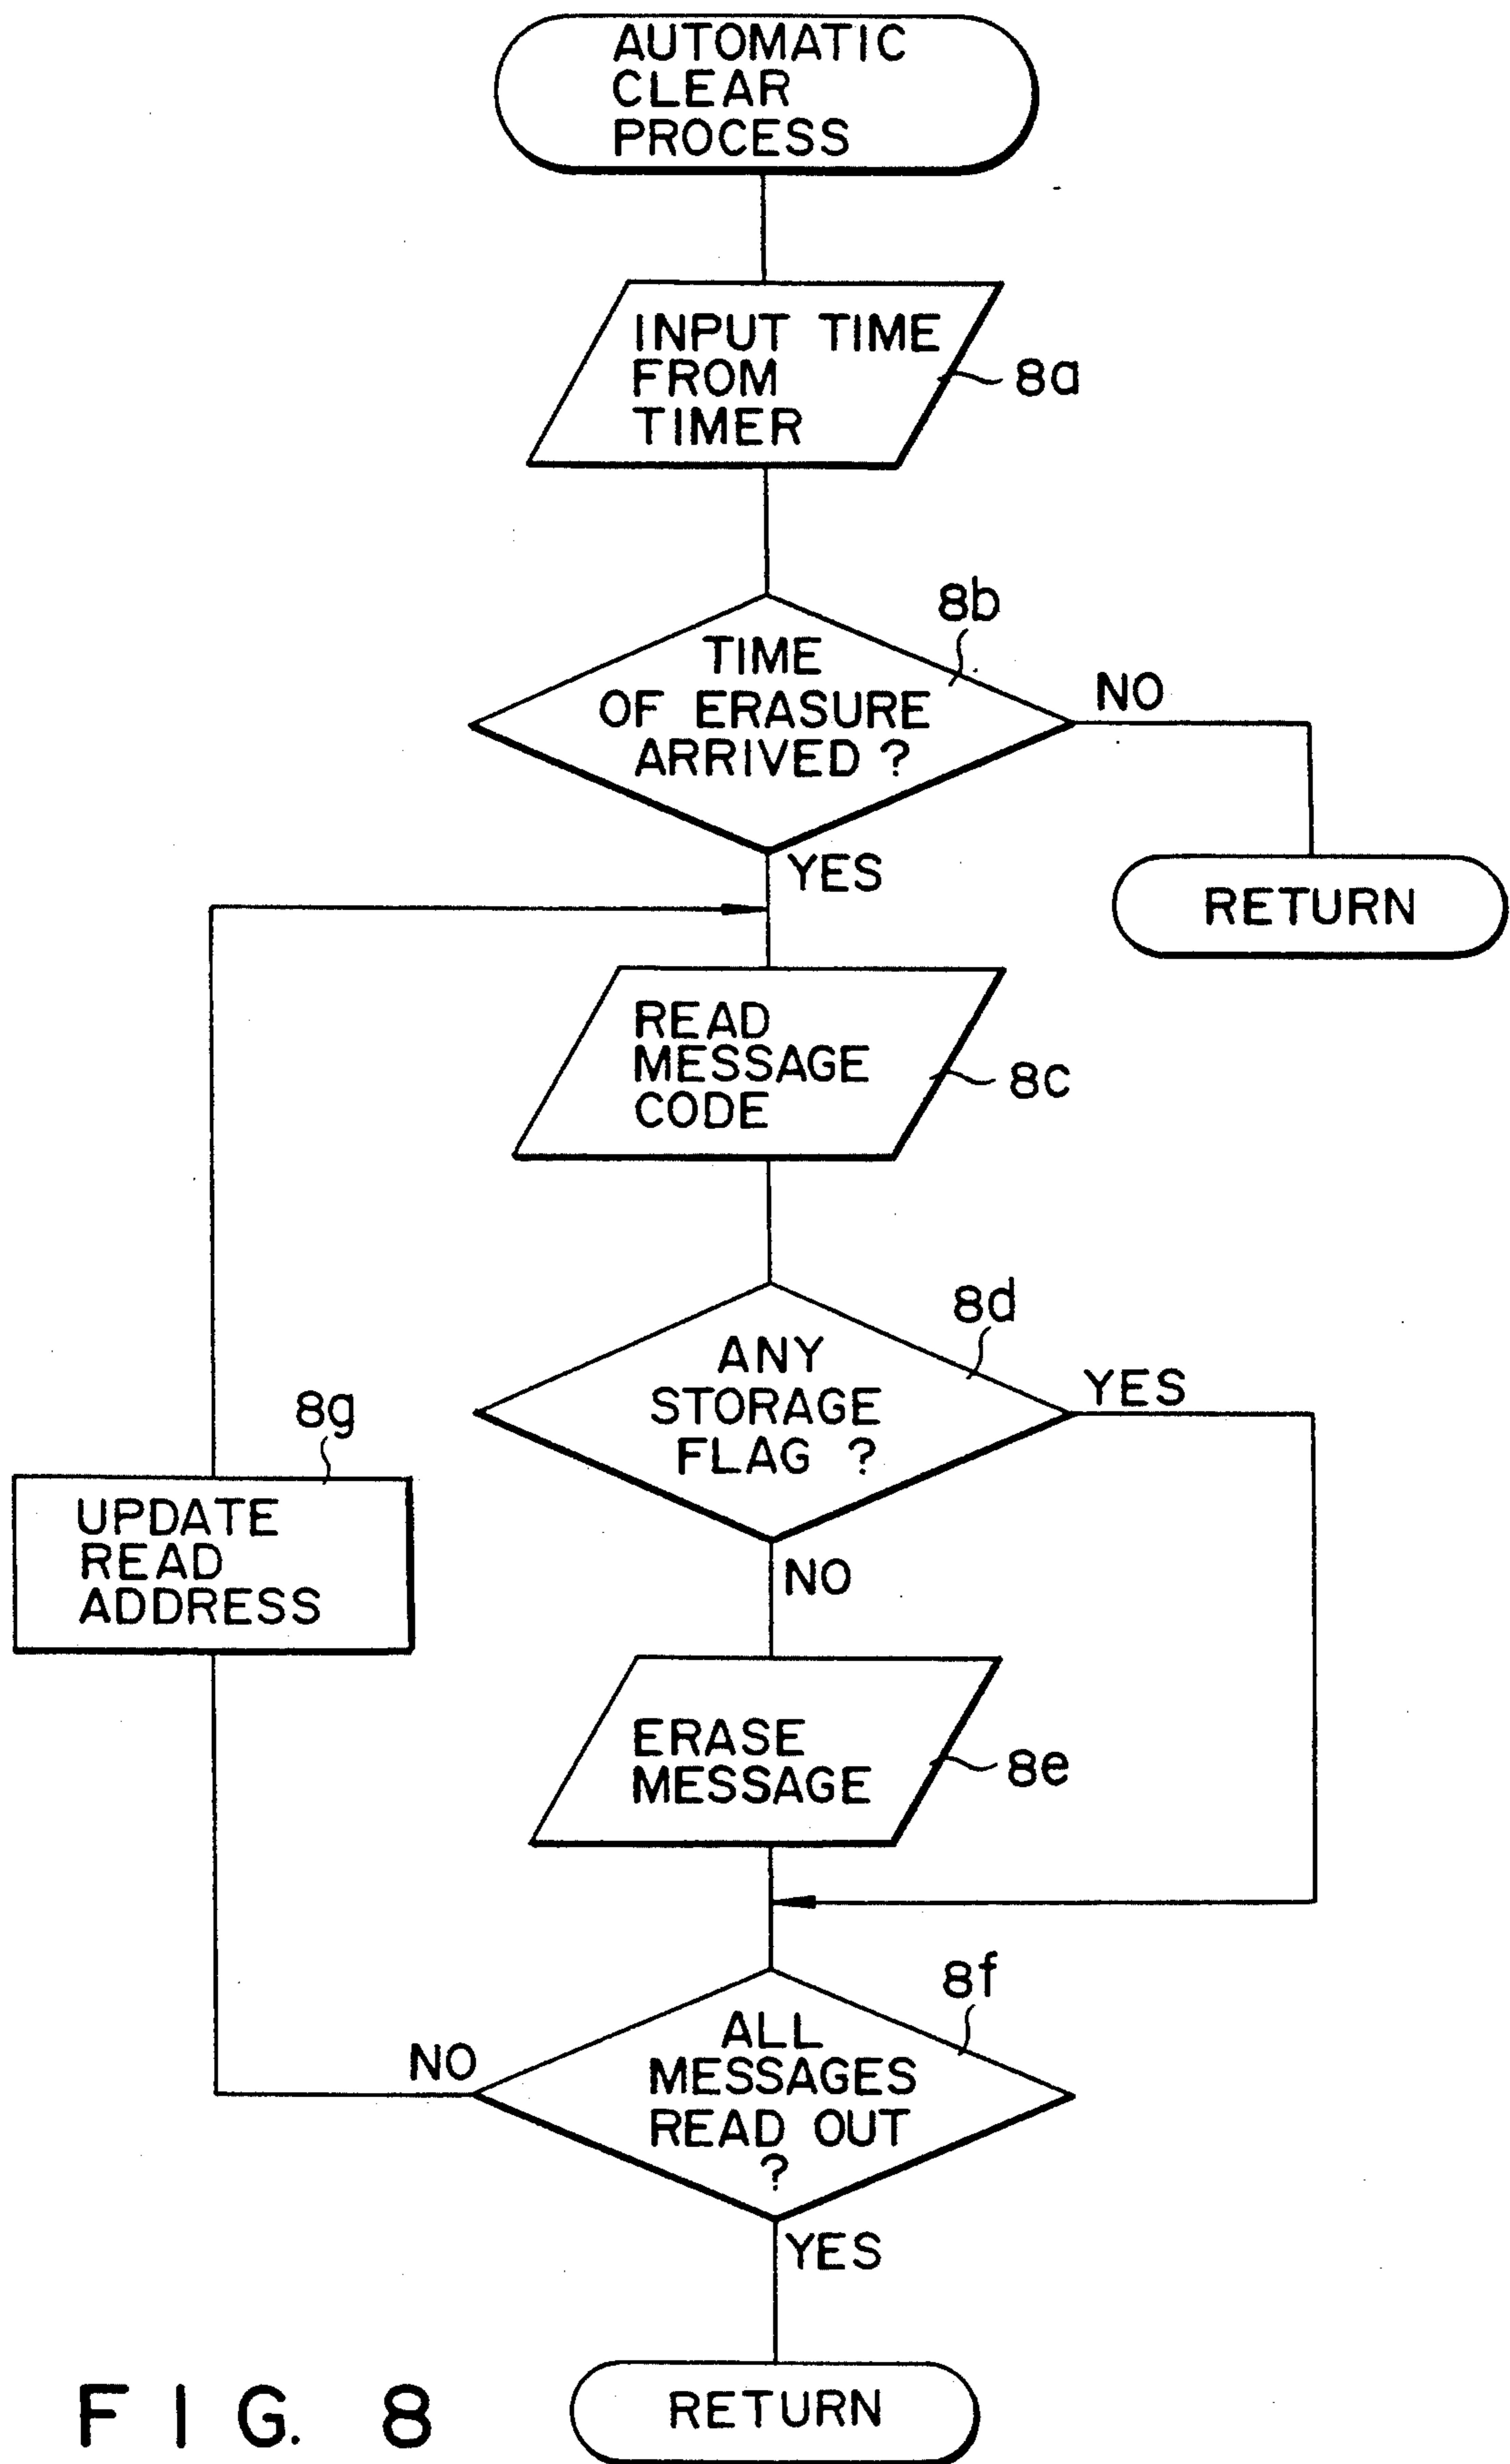 AUTOMATIC
CLEAR
PROCESS
INPUT TIME
FROM
TIMER
8a
8b
TIME
OF ERASURE
ARRIVED ?
NO
YES
RETURN
READ
MESSAGE
CODE
8c
8d
ANY
STORAGE
FLAG ?
YES
8g
UPDATE
READ
ADDRESS
NO
ERASE
MESSAGE
8e
8f
ALL
MESSAGES
READ OUT
?
NO
YES
RETURN
FIG. 8